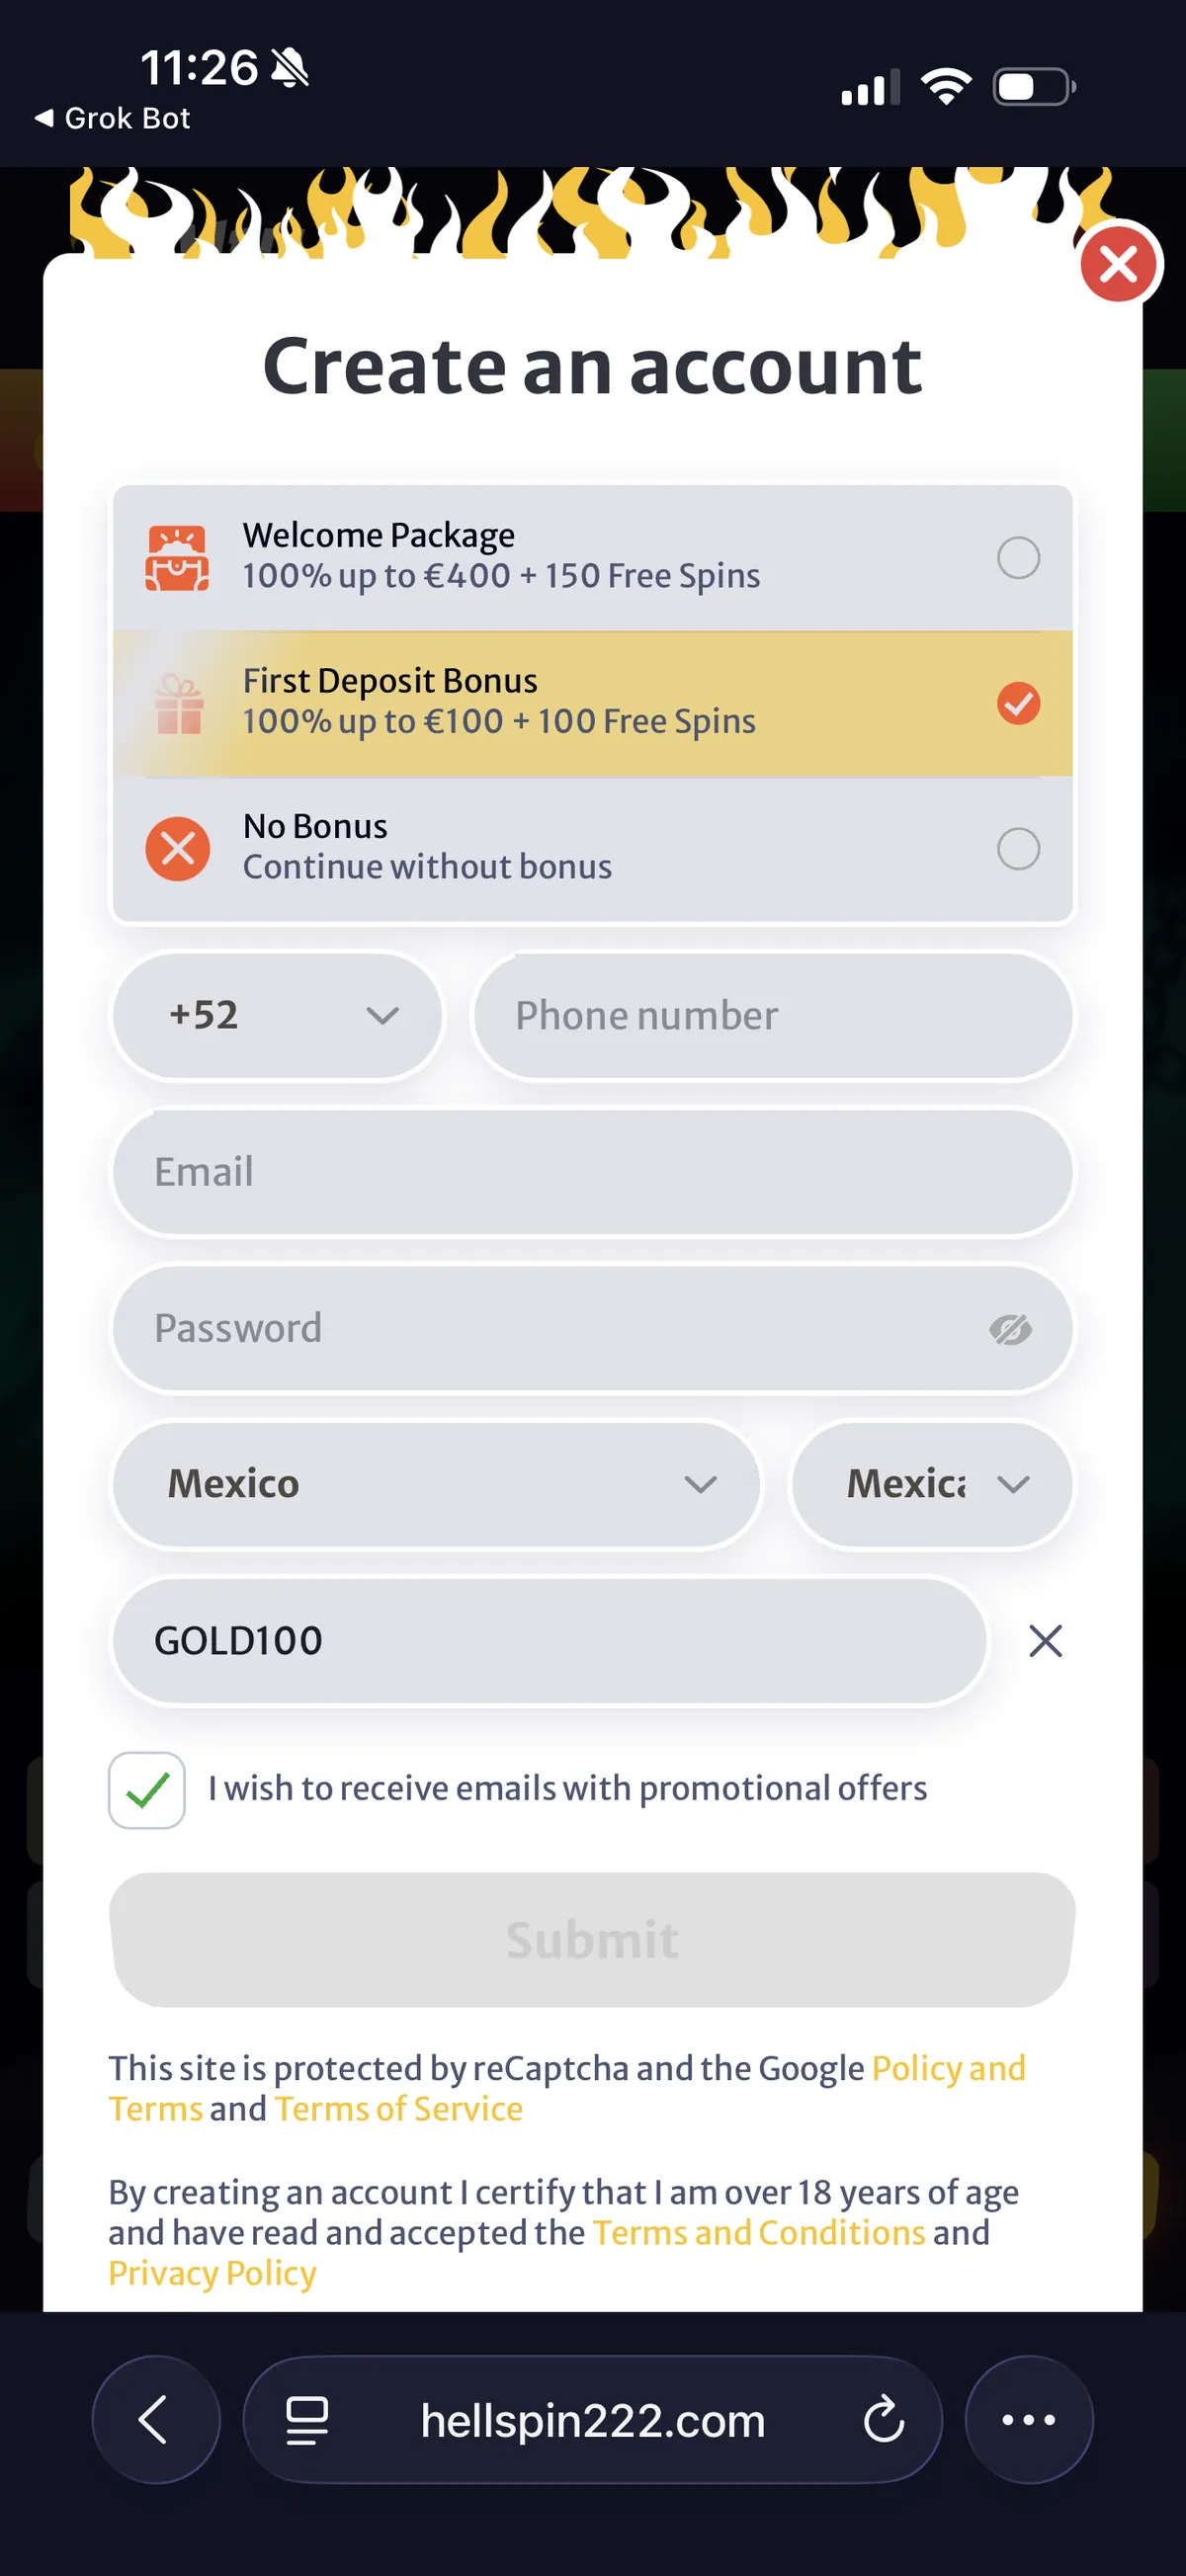 11:26
Grok Bot
Create an account
Welcome Package
100% up to €400 + 150 Free Spins
First Deposit Bonus
100% up to €100 + 100 Free Spins
No Bonus
Continue without bonus
+52
Phone number
Email
Password
Mexico
Mexica
GOLD100
I wish to receive emails with promotional offers
Submit
This site is protected by reCaptcha and the Google Policy and
Terms and Terms of Service
By creating an account I certify that I am over 18 years of age
and have read and accepted the Terms and Conditions and
Privacy Policy
hellspin222.com